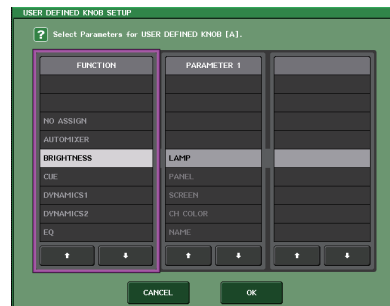 USER DEFINED KNOB SETUP
? Select Parameters for USER DEFINED KNOB [A].
FUNCTION
NO ASSIGN
AUTOMIXER
BRIGHTNESS
CUE
DYNAMICS1
DYNAMICS2
EQ
PARAMETER 1
LAMP
PANEL
SCREEN
CH COLOR
NAME
CANCEL
OK